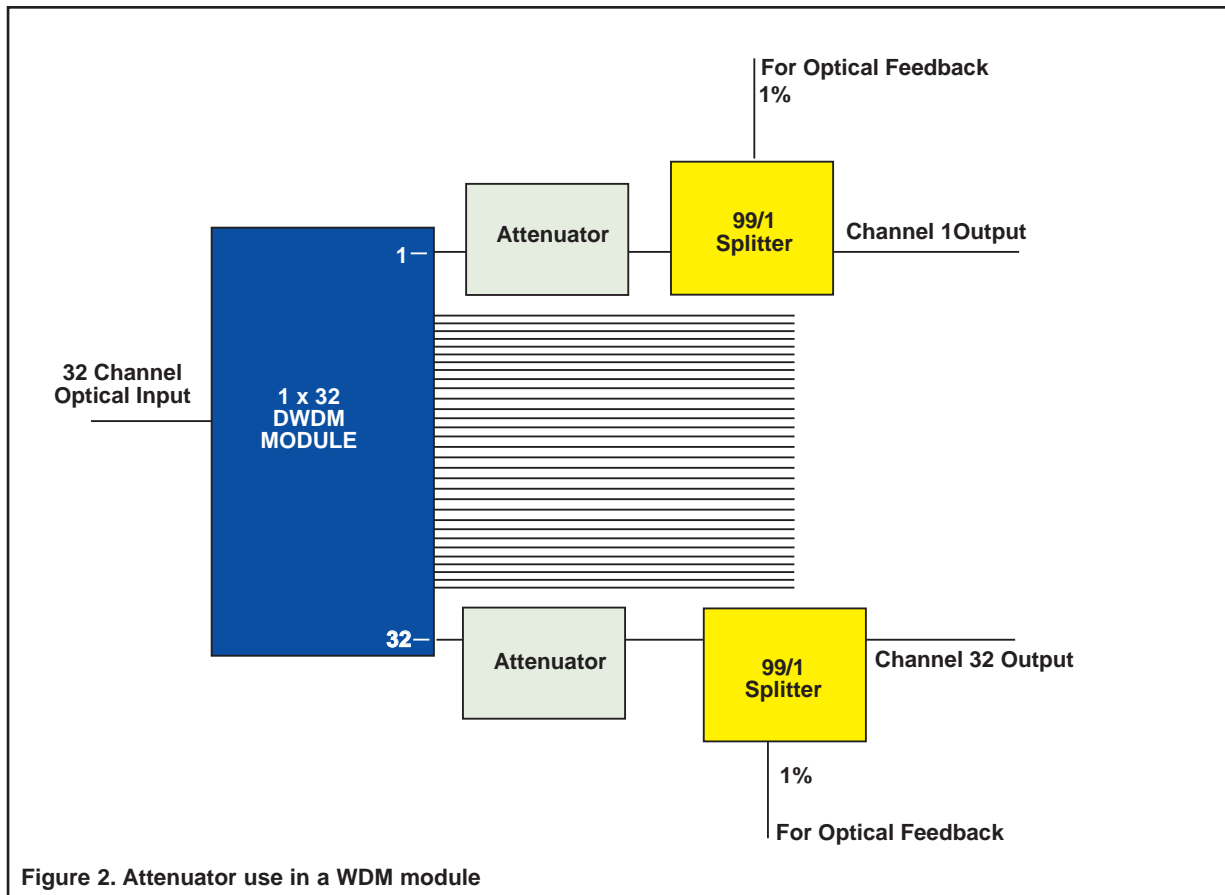 For Optical Feedback
1%
Attenuator
99/1
Splitter
Channel 1Output
1
32 Channel
Optical Input
1 x 32
DWDM
MODULE
32
Attenuator
99/1
Splitter
Channel 32 Output
1%
For Optical Feedback
Figure 2. Attenuator use in a WDM module